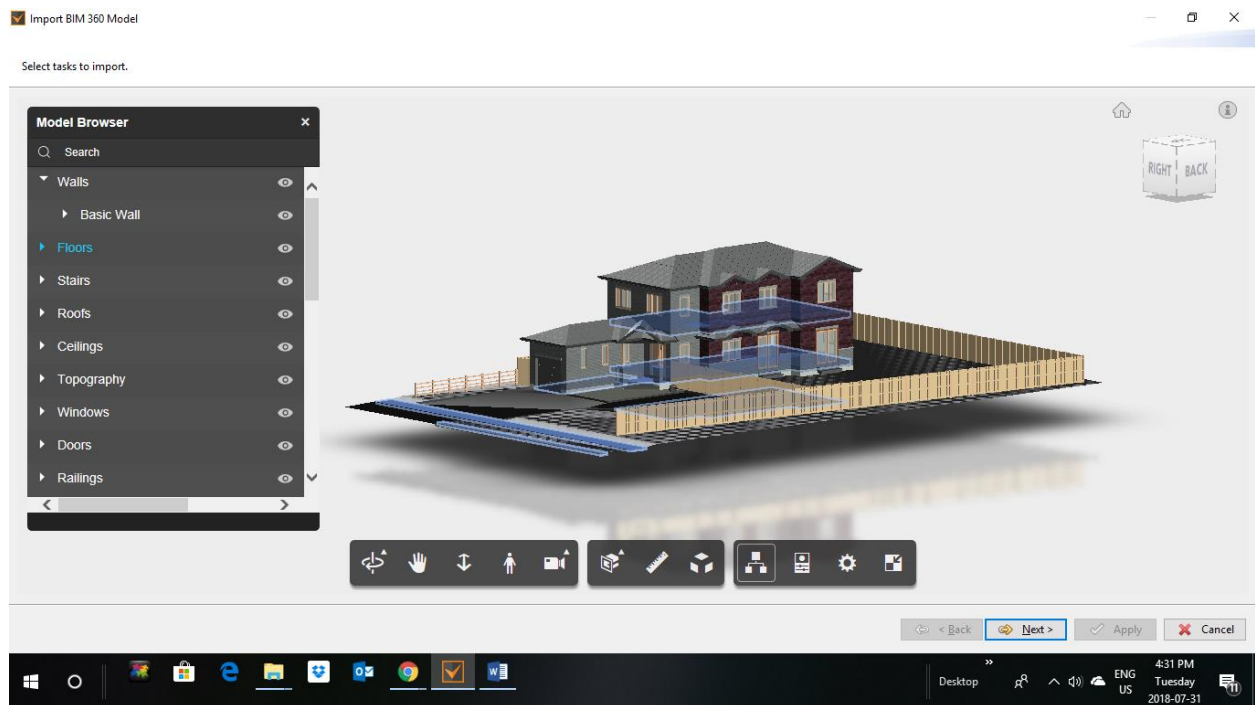 Import BIM 360 Model
Select tasks to import.
Model Browser
Search
Walls
Basic Wall
Floors
Stairs
Roofs
Ceilings
Topography
Windows
Doors
Railings
RIGHT BACK
< Back Next > Apply Cancel
Desktop
ENG
US
4:31 PM
Tuesday
2018-07-31
11